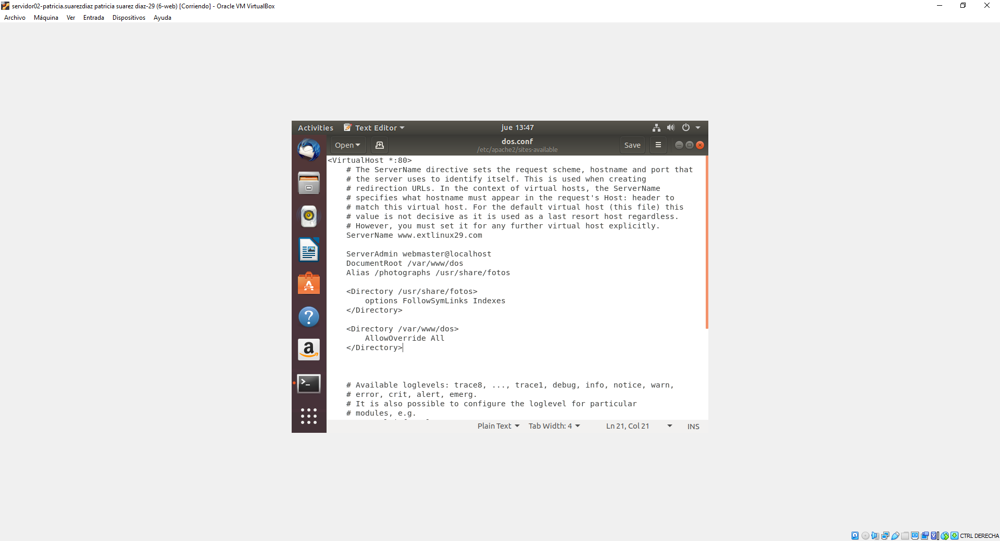 servidor02-patricia.suarezdiaz patricia suarez diaz-29 (6-web) [Corriendo] - Oracle VM VirtualBox
Archivo Máquina Ver Entrada Dispositivos Ayuda
Activities Text Editor jue 13:47
Open dos.conf Save
/etc/apache2/sites-available
<VirtualHost *:80>
# The ServerName directive sets the request scheme, hostname and port that
# the server uses to identify itself. This is used when creating
# redirection URLs. In the context of virtual hosts, the ServerName
# specifies what hostname must appear in the request's Host: header to
# match this virtual host. For the default virtual host (this file) this
# value is not decisive as it is used as a last resort host regardless.
# However, you must set it for any further virtual host explicitly.
ServerName www.extlinux29.com
ServerAdmin webmaster@localhost
DocumentRoot /var/www/dos
Alias /photographs /usr/share/fotos
<Directory /usr/share/fotos>
options FollowSymLinks Indexes
</Directory>
<Directory /var/www/dos>
AllowOverride All
</Directory>
# Available loglevels: trace8, ..., trace1, debug, info, notice, warn,
# error, crit, alert, emerg.
# It is also possible to configure the loglevel for particular
# modules, e.g.
Plain Text Tab Width: 4 Ln 21, Col 21 INS
CTRL DERECHA